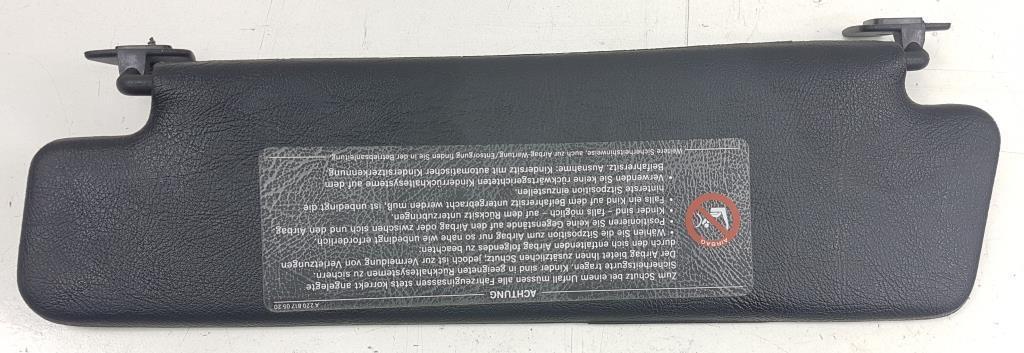 ACHTUNG
Zum Schutz bei einem Unfall müssen alle Fahrzeuginsassen stets korrekt angelegte
Sicherheitsgurte tragen. Kinder sind in geeigneten Rückhaltesystemen zu sichern.
Der Airbag bietet Ihnen zusätzlichen Schutz, jedoch ist zur Vermeidung von Verletzungen
durch den sich entfaltenden Airbag folgendes zu beachten:
- Wählen Sie die Sitzposition zum Airbag nur so nahe wie unbedingt erforderlich.
• Positionieren Sie keine Gegenstände auf den Airbag oder zwischen sich und den Airbag
• Kinder sind - falls möglich - auf dem Rücksitz unterzubringen.
• Falls ein Kind auf dem Beifahrersitz untergebracht werden muß, ist unbedingt die
hinterste Sitzposition einzustellen.
• Verwenden Sie keine rückwärtsgerichteten Kinderrückhaltesysteme auf dem
Beifahrersitz. Ausnahme: Kindersitz mit automatischer Kindersitzerkennung
Weitere Sicherheitshinweise, auch zur Airbag Wartung/Entsorgung finden Sie in der Betriebsanleitung
AIRBAG
A 220 817 05 20